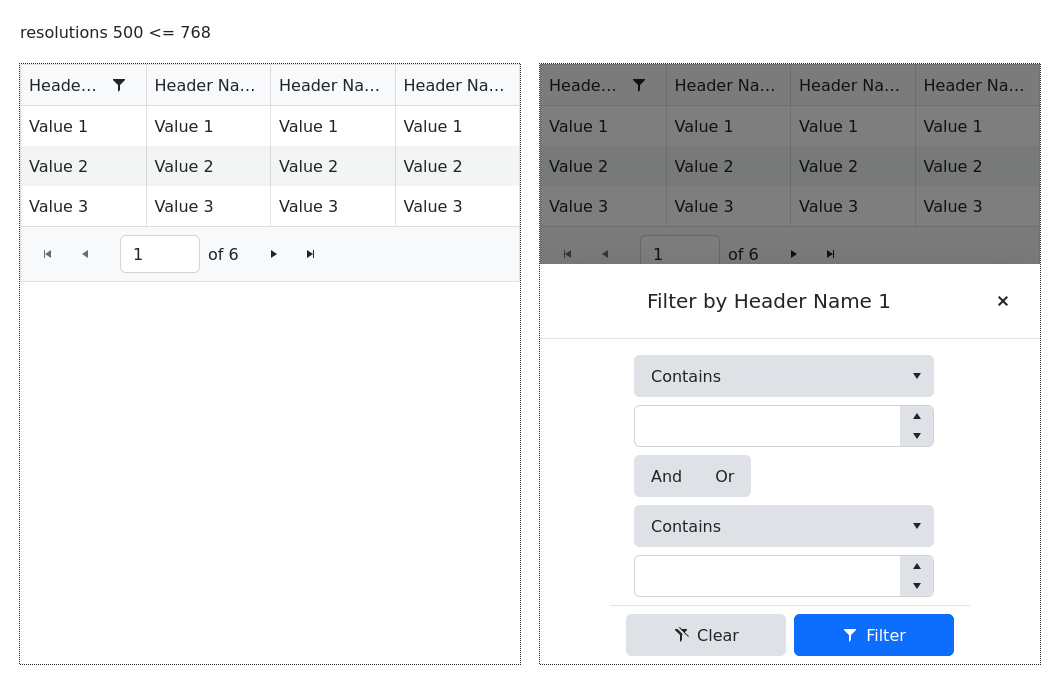 resolutions 500 <= 768
Heade... Header Na... Header Na... Header Na...
Value 1 Value 1 Value 1 Value 1
Value 2 Value 2 Value 2 Value 2
Value 3 Value 3 Value 3 Value 3
1 of 6
Heade... Header Na... Header Na... Header Na...
Value 1 Value 1 Value 1 Value 1
Value 2 Value 2 Value 2 Value 2
Value 3 Value 3 Value 3 Value 3
1 of 6
Filter by Header Name 1
Contains
And Or
Contains
Clear Filter